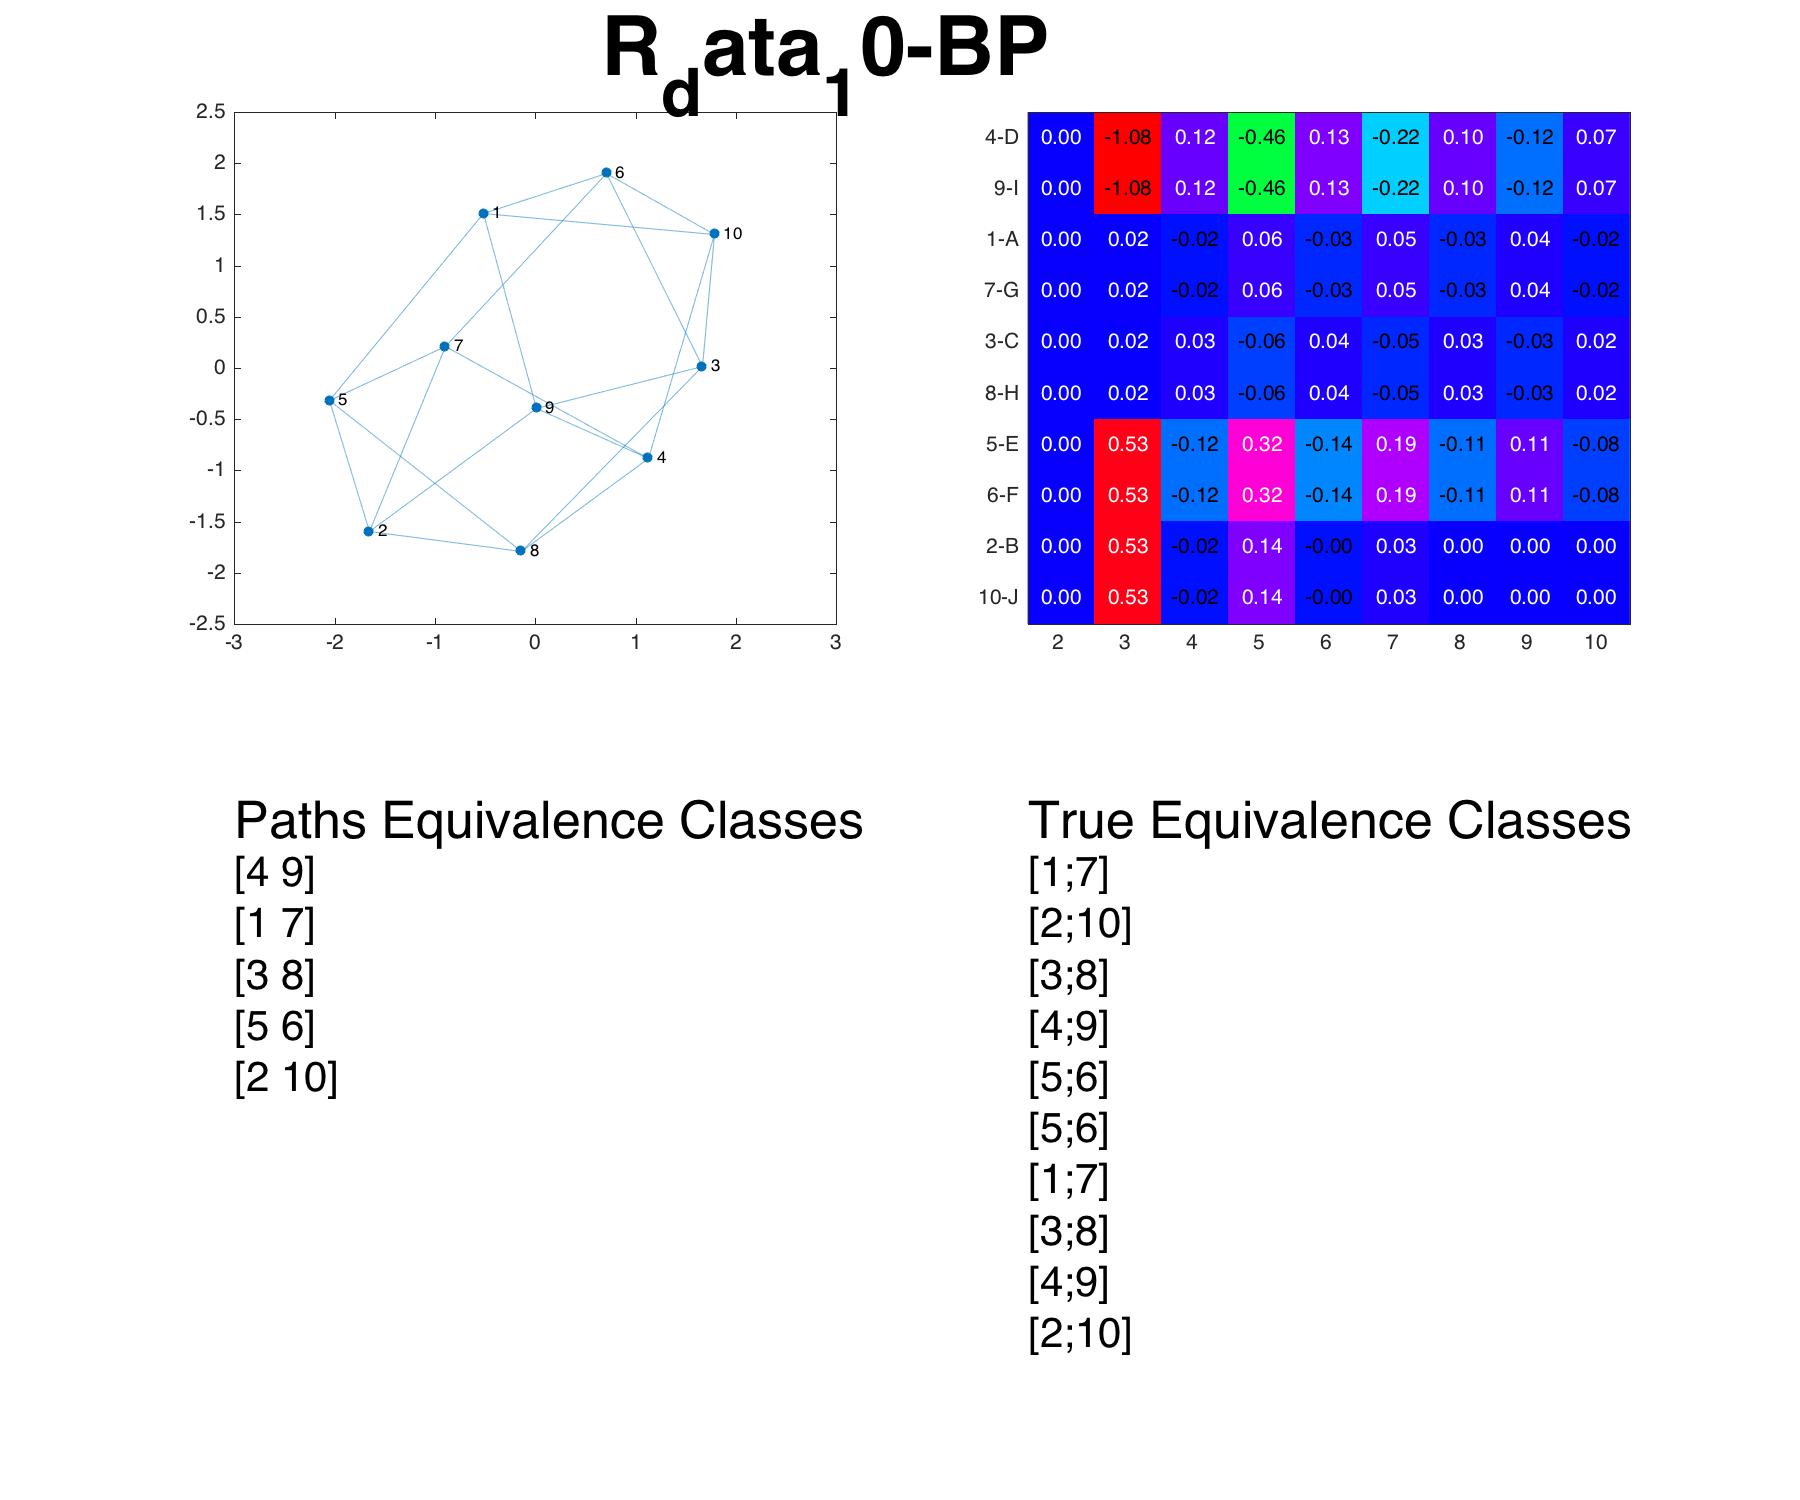 R_data_10-BP
2.5
2
1.5
1
0.5
0
-0.5
-1
-1.5
-2
-2.5
-3 -2 -1 0 1 2 3
6
1
10
7
3
5
9
4
2
8
4-D 0.00 -1.08 0.12 -0.46 0.13 -0.22 0.10 -0.12 0.07
9-I 0.00 -1.08 0.12 -0.46 0.13 -0.22 0.10 -0.12 0.07
1-A 0.00 0.02 -0.02 0.06 -0.03 0.05 -0.03 0.04 -0.02
7-G 0.00 0.02 -0.02 0.06 -0.03 0.05 -0.03 0.04 -0.02
3-C 0.00 0.02 0.03 -0.06 0.04 -0.05 0.03 -0.03 0.02
8-H 0.00 0.02 0.03 -0.06 0.04 -0.05 0.03 -0.03 0.02
5-E 0.00 0.53 -0.12 0.32 -0.14 0.19 -0.11 0.11 -0.08
6-F 0.00 0.53 -0.12 0.32 -0.14 0.19 -0.11 0.11 -0.08
2-B 0.00 0.53 -0.02 0.14 -0.00 0.03 0.00 0.00 0.00
10-J 0.00 0.53 -0.02 0.14 -0.00 0.03 0.00 0.00 0.00
2 3 4 5 6 7 8 9 10
Paths Equivalence Classes
[4 9]
[1 7]
[3 8]
[5 6]
[2 10]
True Equivalence Classes
[1;7]
[2;10]
[3;8]
[4;9]
[5;6]
[5;6]
[1;7]
[3;8]
[4;9]
[2;10]